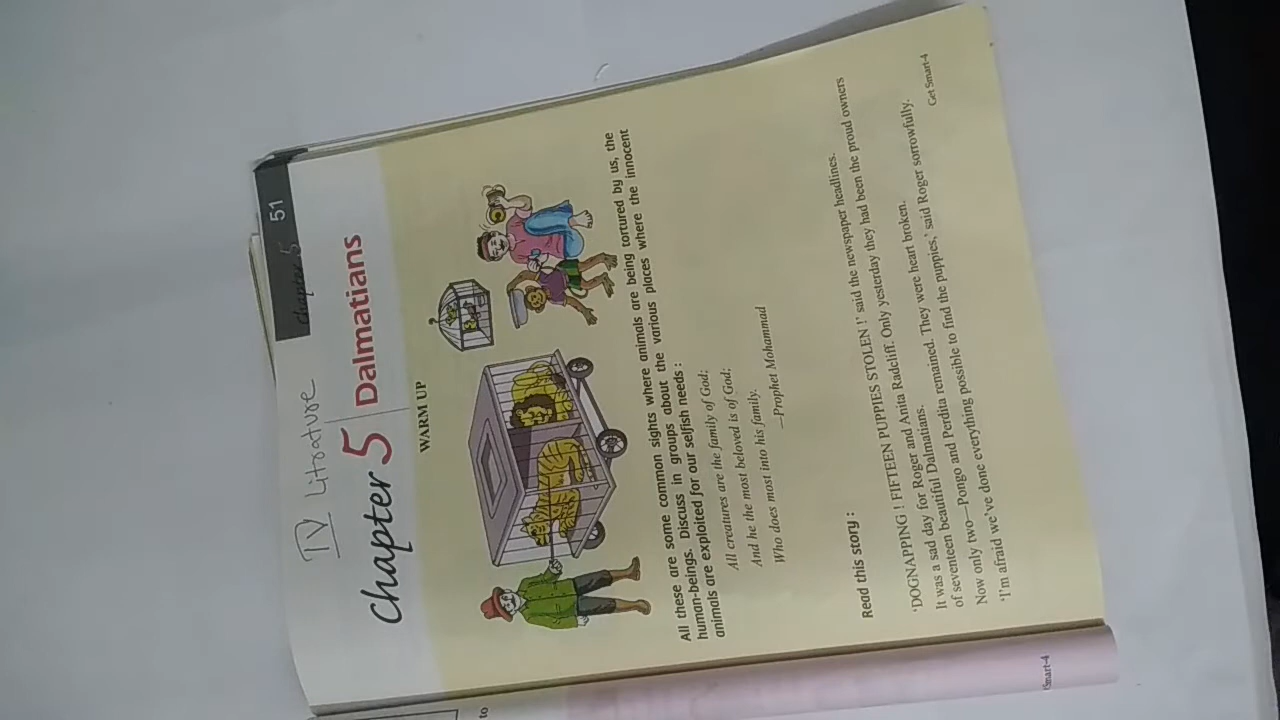 chapter 5 51
IV Literature
Chapter 5 Dalmatians
WARM UP
All these are some common sights where animals are being tortured by us, the
human-beings. Discuss in groups about the various places where the innocent
animals are exploited for our selfish needs :
All creatures are the family of God:
And he the most beloved is of God:
Who does most into his family.
—Prophet Mohammad
Read this story :
'DOGNAPPING ! FIFTEEN PUPPIES STOLEN !' said the newspaper headlines.
It was a sad day for Roger and Anita Radcliff. Only yesterday they had been the proud owners
of seventeen beautiful Dalmatians.
Now only two—Pongo and Perdita remained. They were heart broken.
'I'm afraid we've done everything possible to find the puppies,' said Roger sorrowfully.
Get Smart-4
Smart-4
to